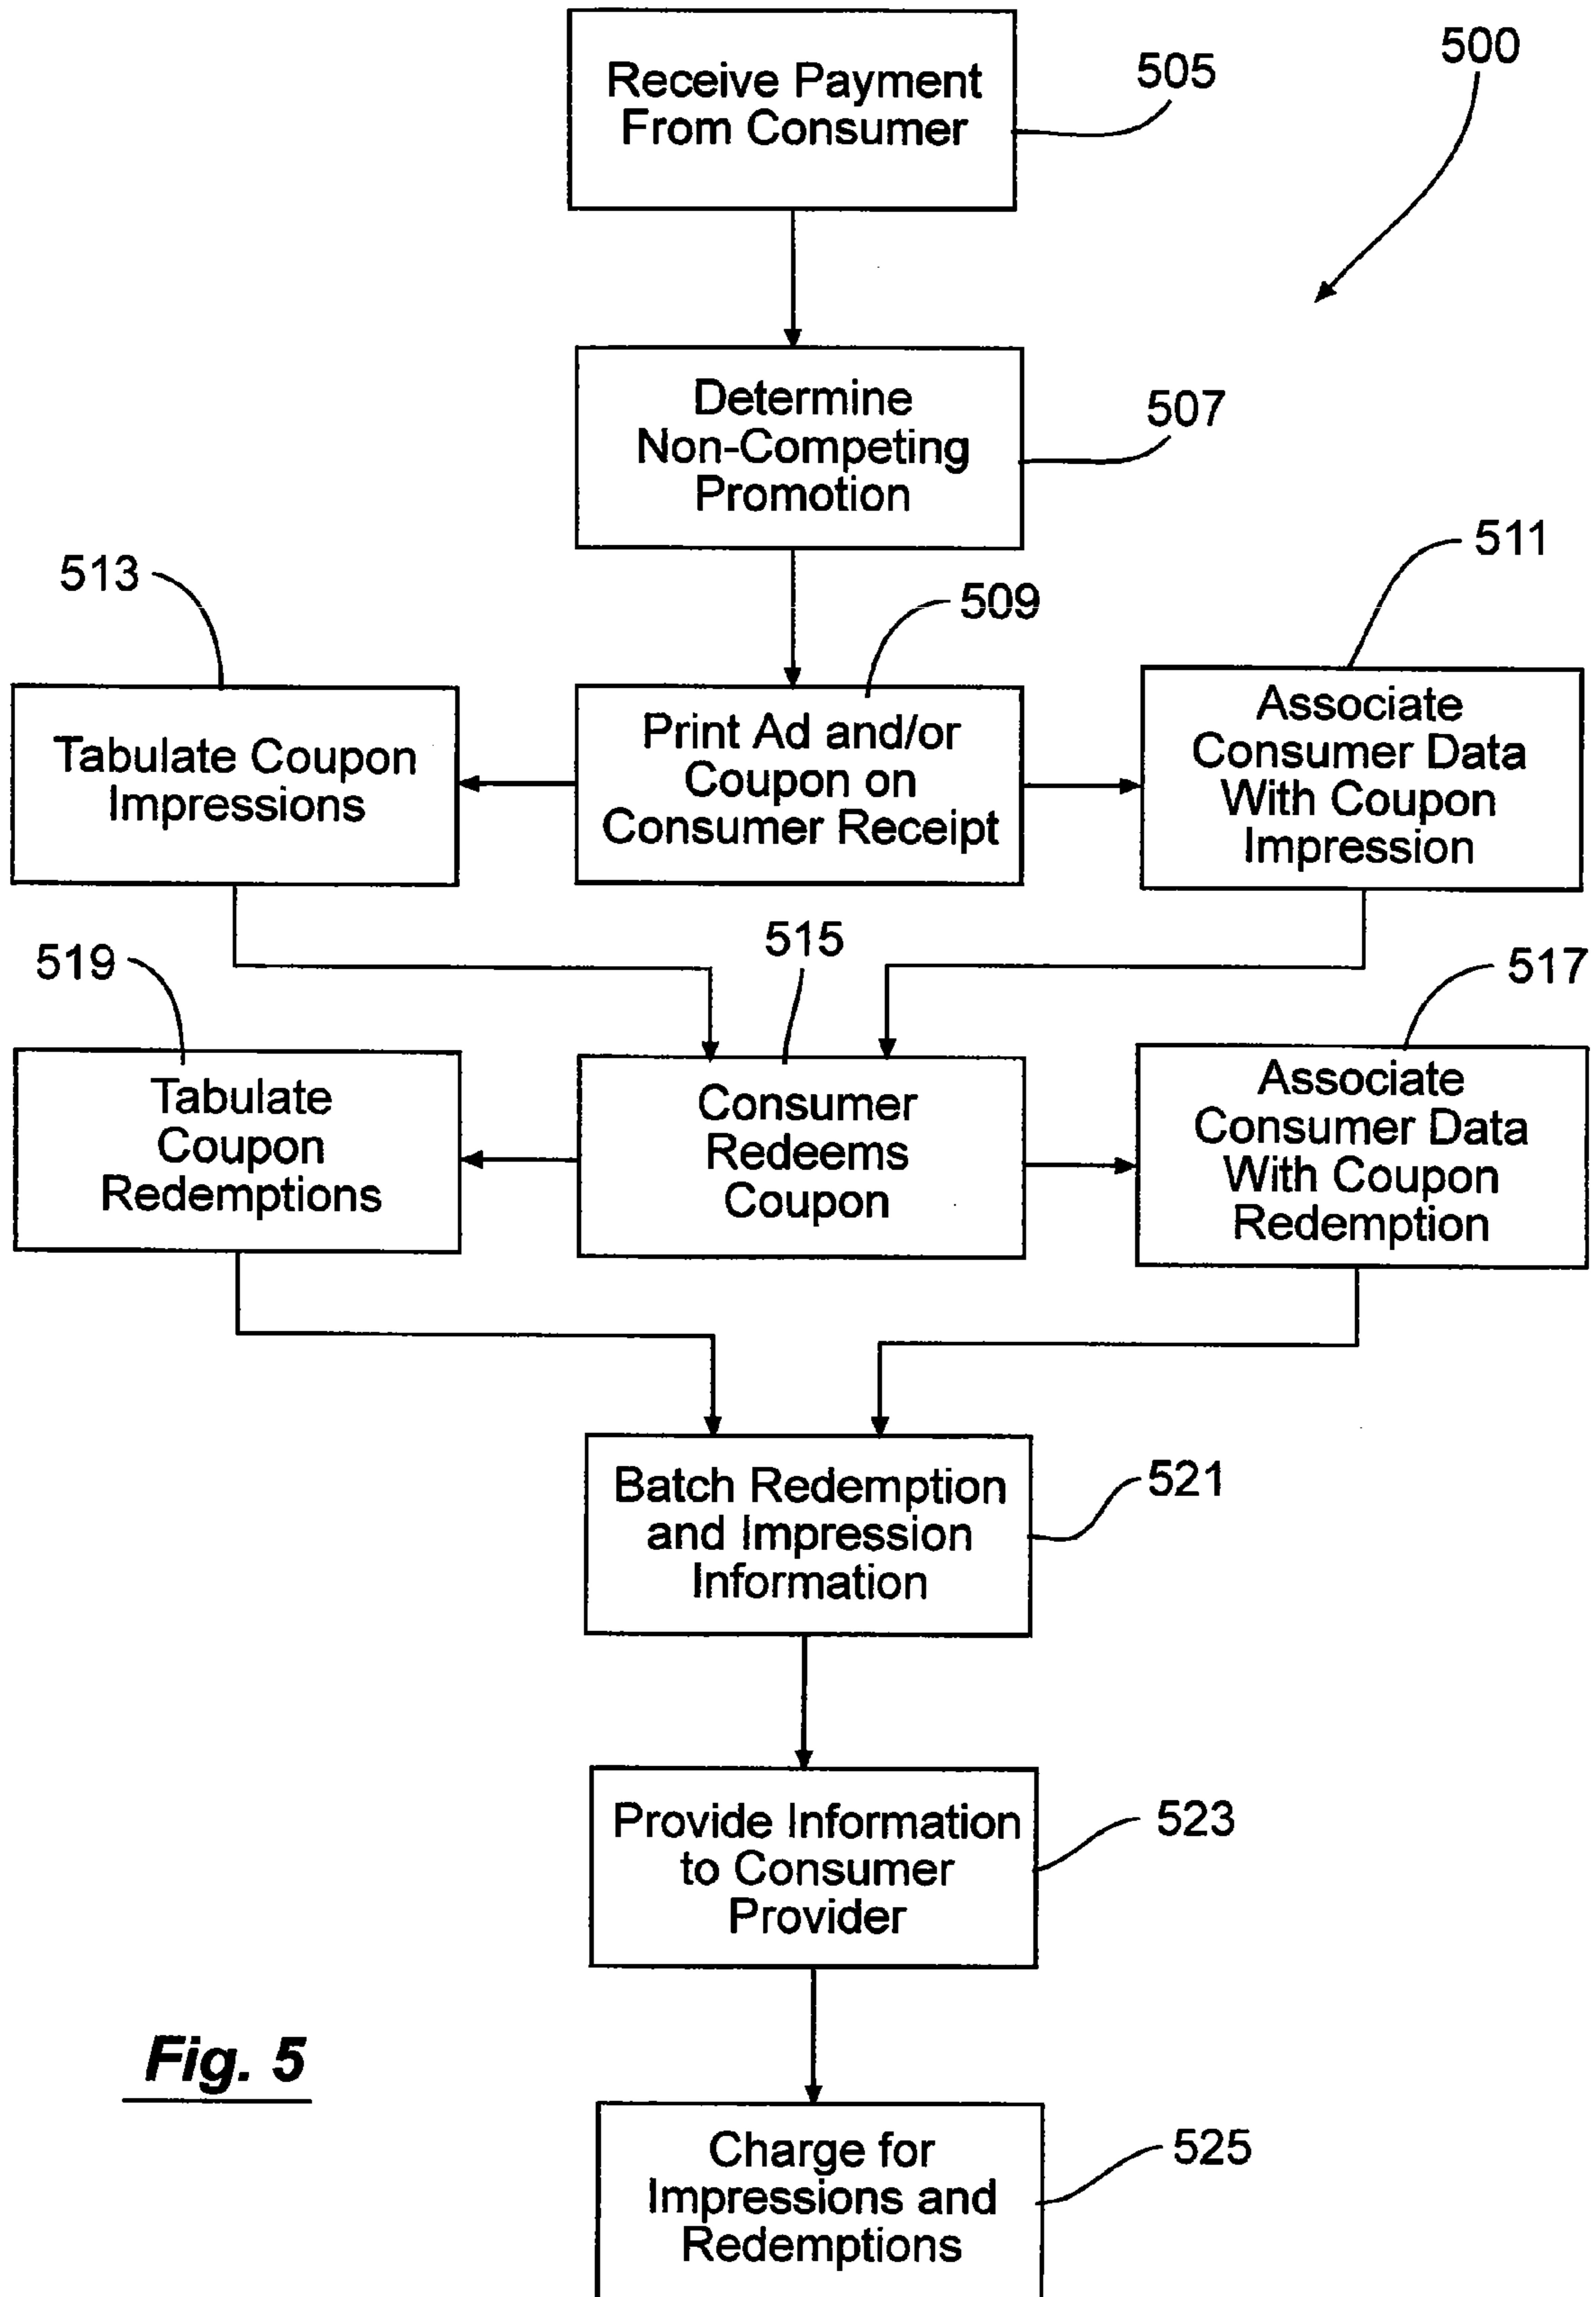 500
Receive Payment
From Consumer
505
Determine
Non-Competing
Promotion
507
513
509
511
Tabulate Coupon
Impressions
Print Ad and/or
Coupon on
Consumer Receipt
Associate
Consumer Data
With Coupon
Impression
519
515
517
Tabulate
Coupon
Redemptions
Consumer
Redeems
Coupon
Associate
Consumer Data
With Coupon
Redemption
Batch Redemption
and Impression
Information
521
Provide Information
to Consumer
Provider
523
Fig. 5
Charge for
Impressions and
Redemptions
525